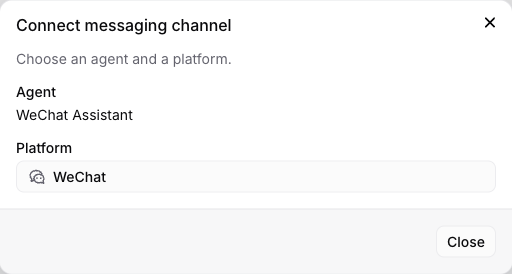 Connect messaging channel
Choose an agent and a platform.
Agent
WeChat Assistant
Platform
WeChat
Close